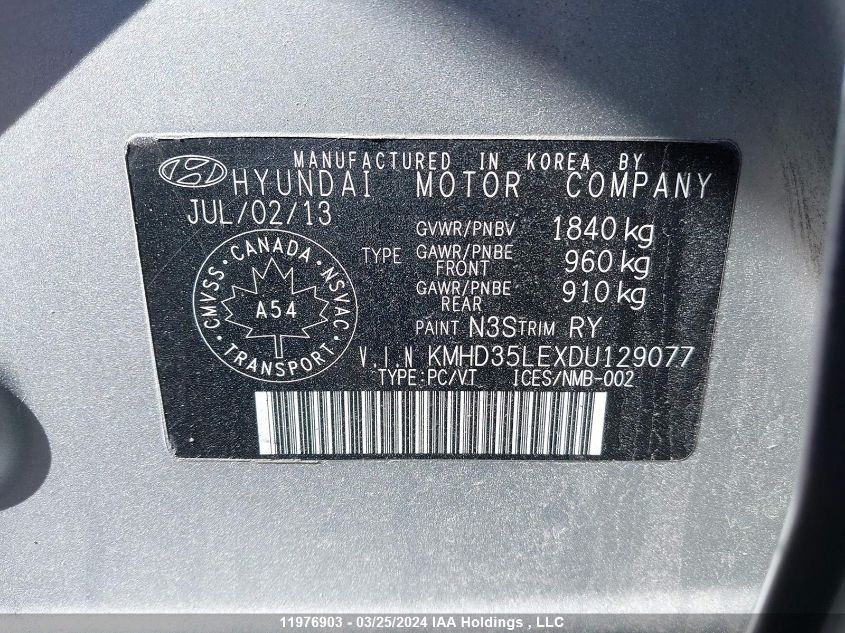 MANUFACTURED IN KOREA BY
HYUNDAI MOTOR COMPANY
JUL/02/13
GVWR/PNBV 1840 kg
TYPE GAWR/PNBE FRONT 960 kg
GAWR/PNBE REAR 910 kg
PAINT N3S TRIM RY
V.I.N KMHD35LEXDU129077
TYPE:PC/VT ICES/NMB-002
CMVSS · CANADA · NSVAC · TRANSPORT ·
A54
11976903 - 03/25/2024 IAA Holdings , LLC